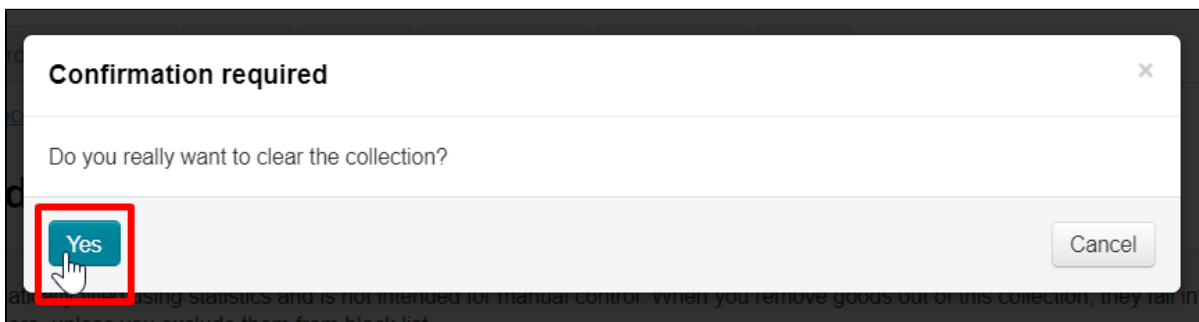 Confirmation required
×
Do you really want to clear the collection?
Yes
Cancel
using statistics and is not intended for manual control. When you remove goods out of this collection, they fall in
unless you exclude them from black list